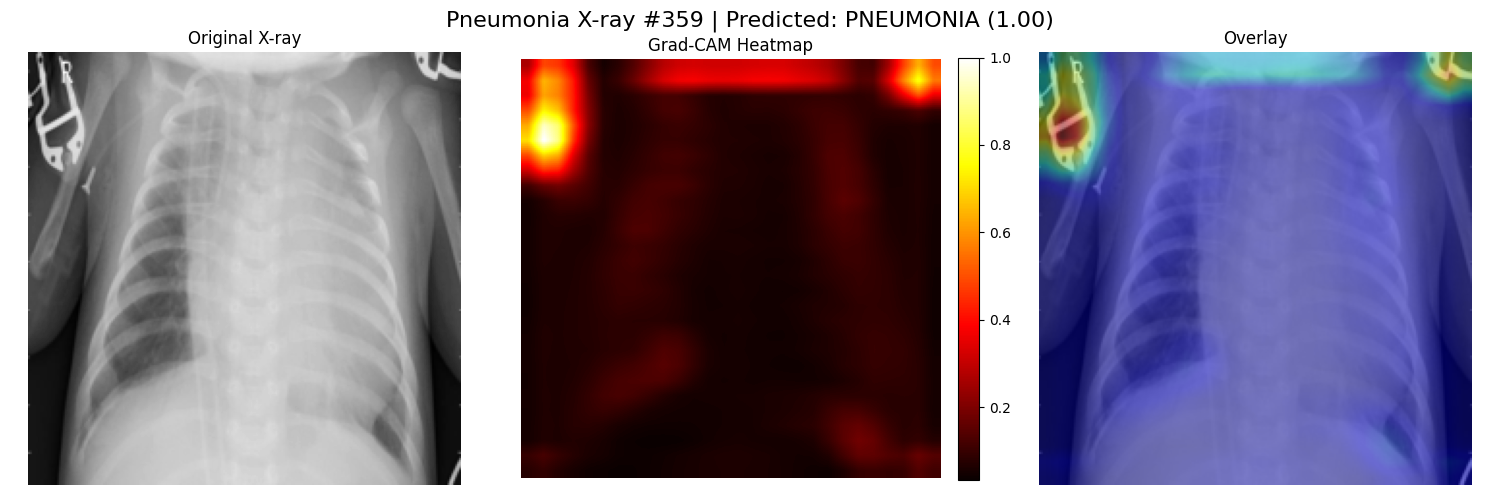 Pneumonia X-ray #359 | Predicted: PNEUMONIA (1.00)
Original X-ray
Grad-CAM Heatmap
Overlay
R
R
1.0
0.8
0.6
0.4
0.2